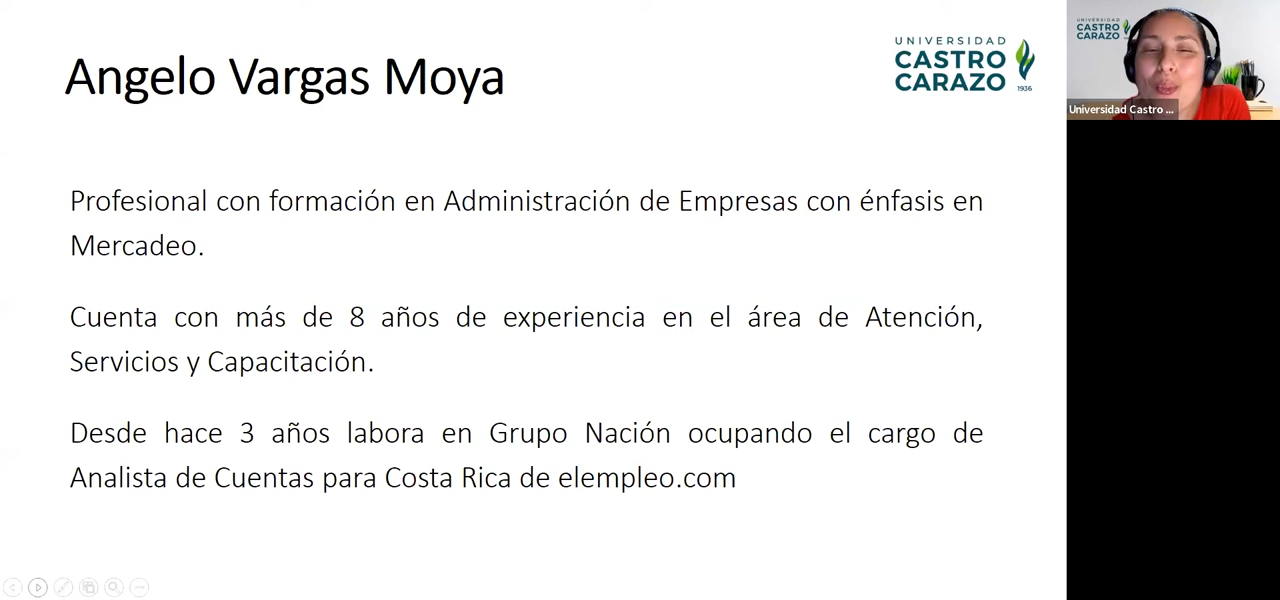 Angelo Vargas Moya
UNIVERSIDAD
CASTRO
CARAZO
1936
Profesional con formación en Administración de Empresas con énfasis en
Mercadeo.
Cuenta con más de 8 años de experiencia en el área de Atención,
Servicios y Capacitación.
Desde hace 3 años labora en Grupo Nación ocupando el cargo de
Analista de Cuentas para Costa Rica de elempleo.com
UNIVERSIDAD
CASTRO
CARAZO
Universidad Castro ...